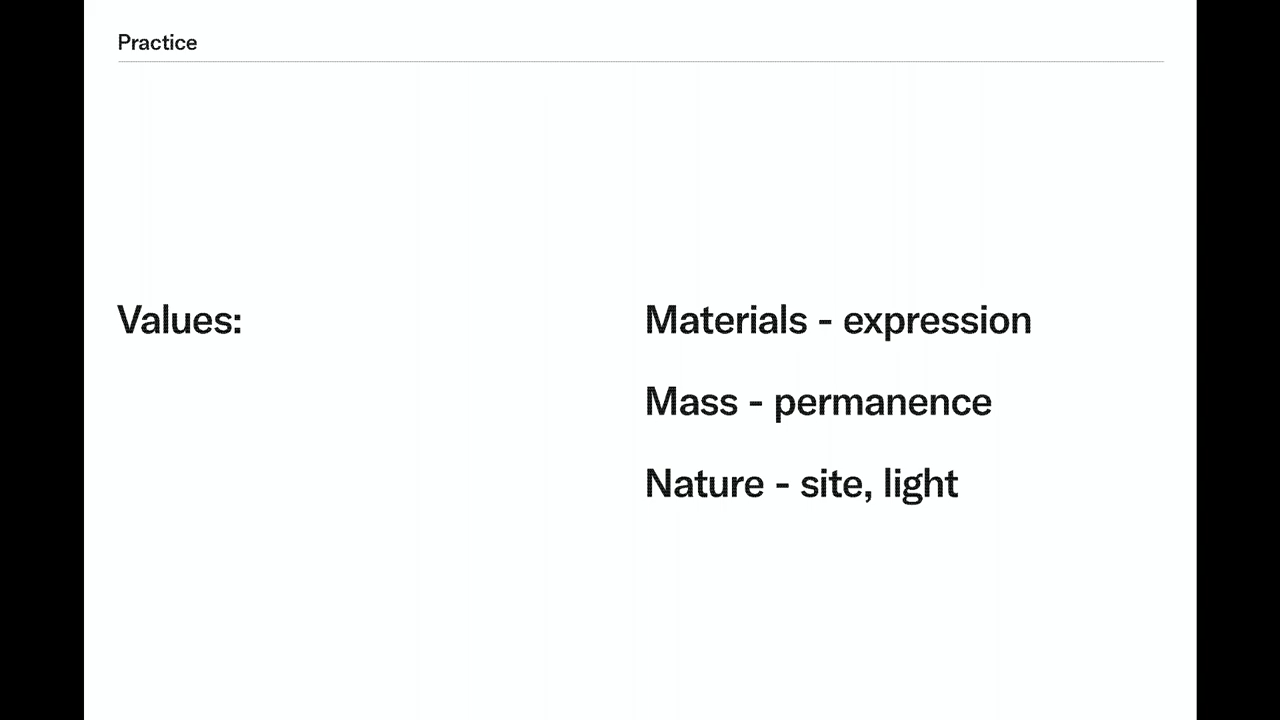 Practice
Values:
Materials - expression
Mass - permanence
Nature - site, light